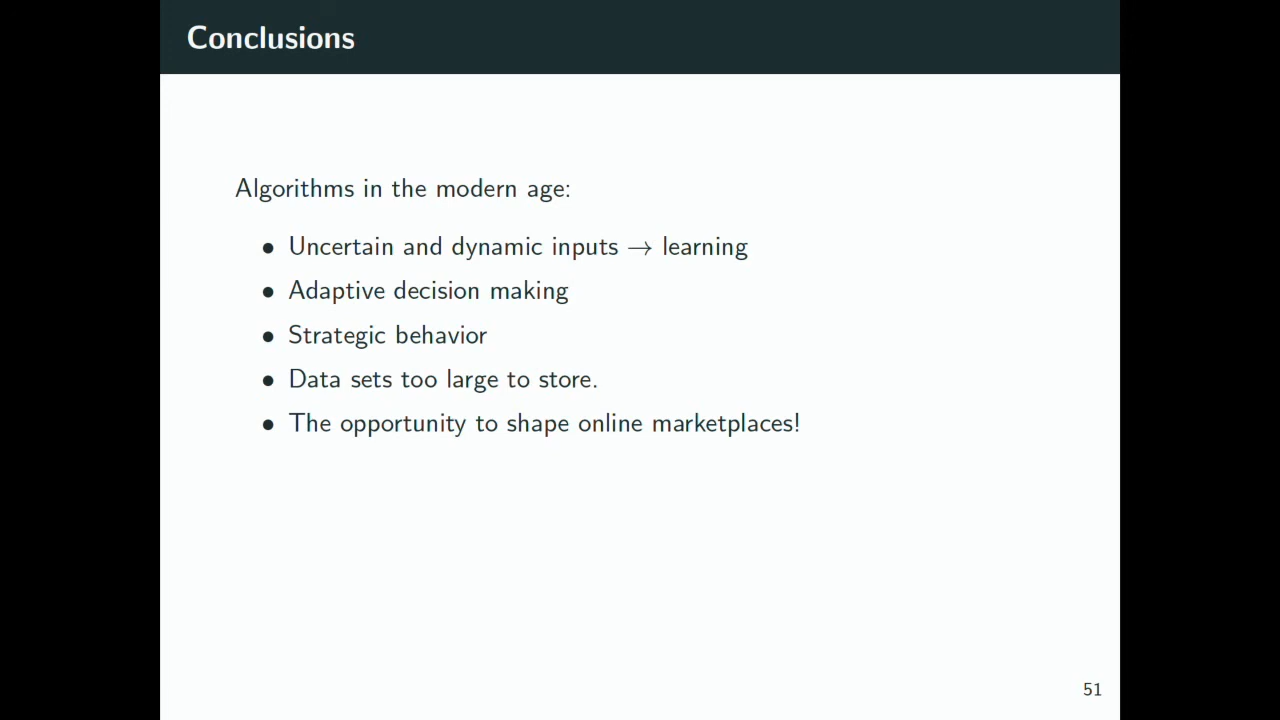 Conclusions
Algorithms in the modern age:
• Uncertain and dynamic inputs → learning
• Adaptive decision making
• Strategic behavior
• Data sets too large to store.
• The opportunity to shape online marketplaces!
51